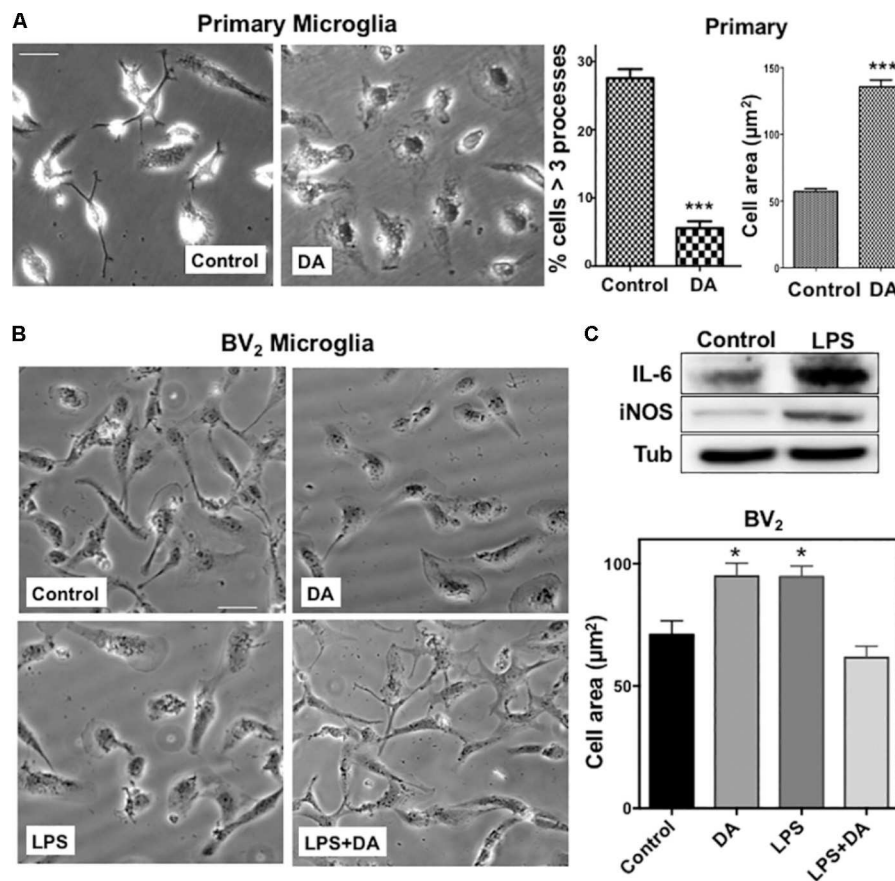 A
Primary Microglia
Control
DA
Primary
% cells > 3 processes
30
20
10
0
***
Control DA
Cell area (µm²)
150
100
50
0
***
Control DA
B
BV₂ Microglia
Control
DA
LPS
LPS+DA
C
Control LPS
IL-6
iNOS
Tub
BV₂
Cell area (µm²)
100
50
0
*
*
Control
DA
LPS
LPS+DA